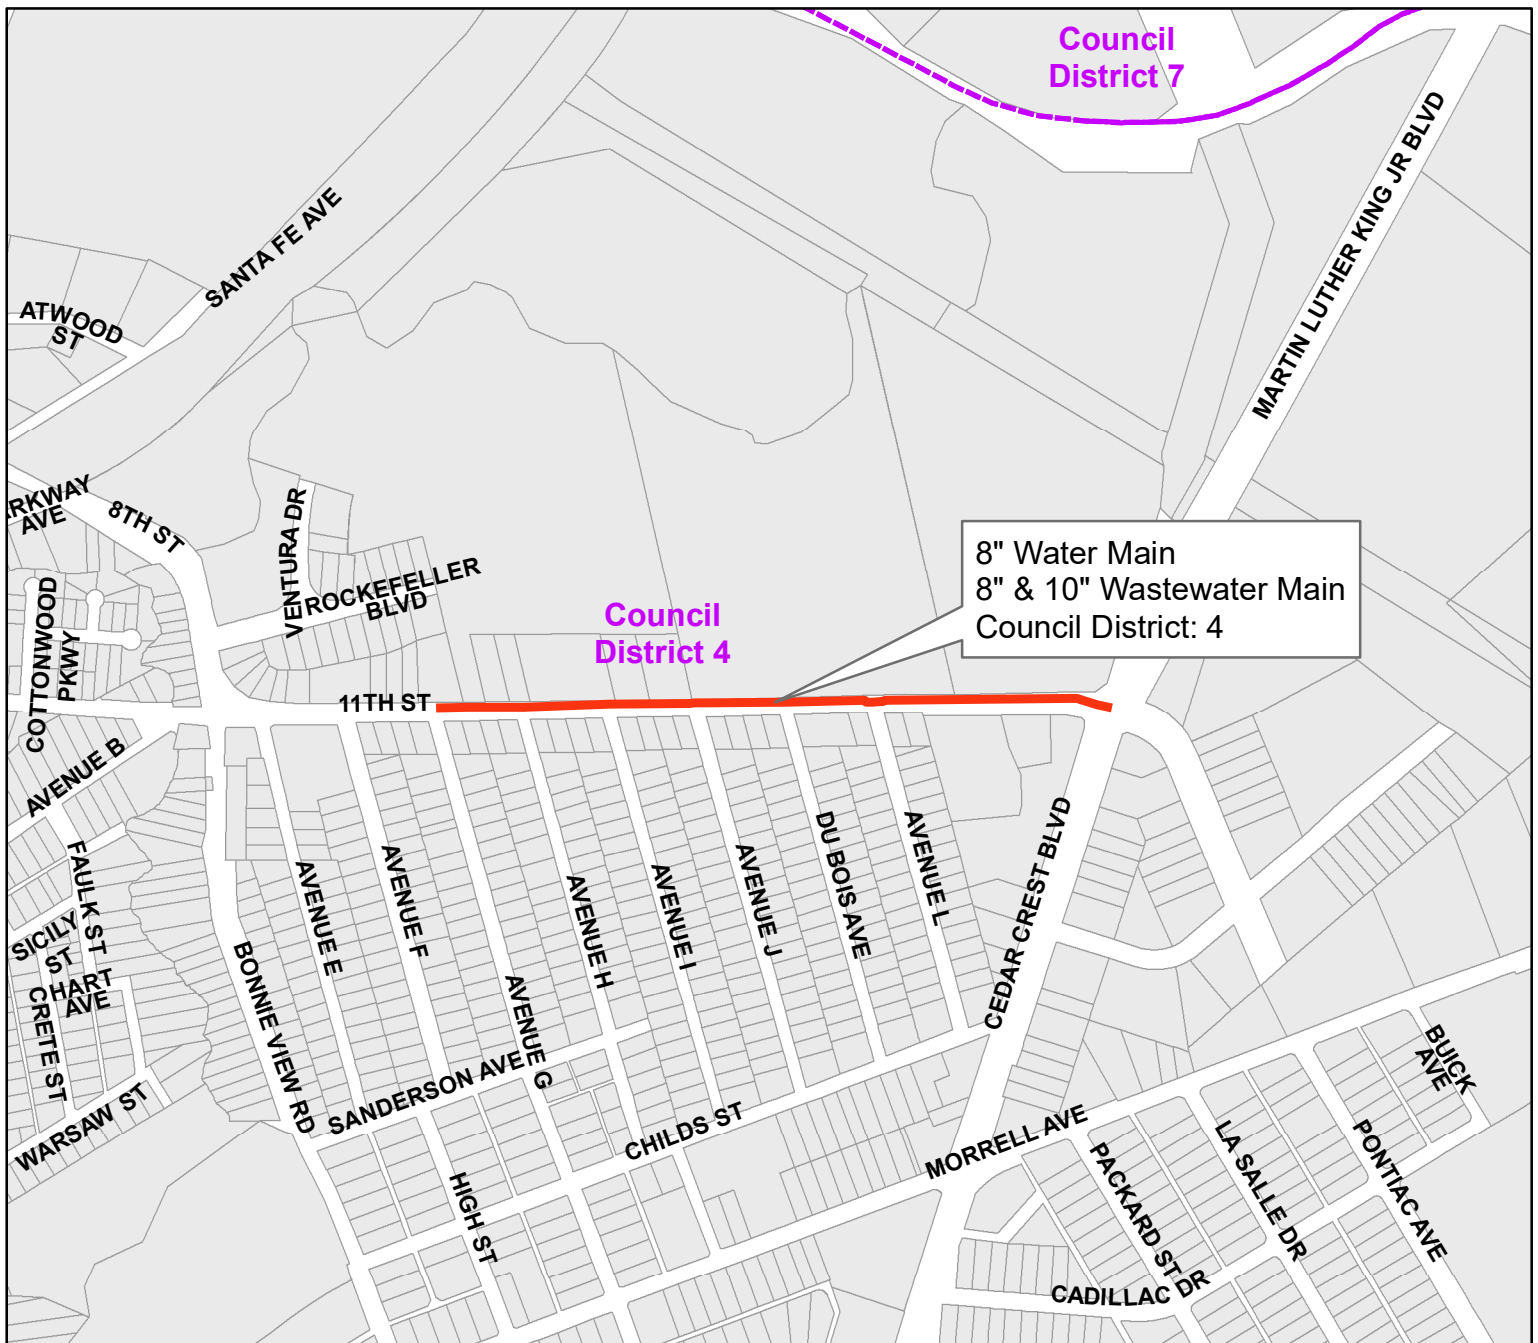 Council
District 7
MARTIN LUTHER KING JR BLVD
SANTA FE AVE
ATWOOD
ST
RKWAY
AVE
8TH ST
VENTURA DR
ROCKEFELLER
BLVD
COTTONWOOD
PKWY
8" Water Main
8" & 10" Wastewater Main
Council District: 4
Council
District 4
11TH ST
AVENUE B
FAULK ST
SICILY
ST
HART
AVE
CRETE ST
WARSAW ST
BONNIE VIEW RD
AVENUE E
AVENUE F
AVENUE G
AVENUE H
AVENUE I
AVENUE J
DU BOIS AVE
AVENUE L
CEDAR CREST BLVD
SANDERSON AVE
CHILDS ST
HIGH ST
MORRELL AVE
BUICK
AVE
PACKARD ST
LA SALLE DR
PONTIAC AVE
CADILLAC DR